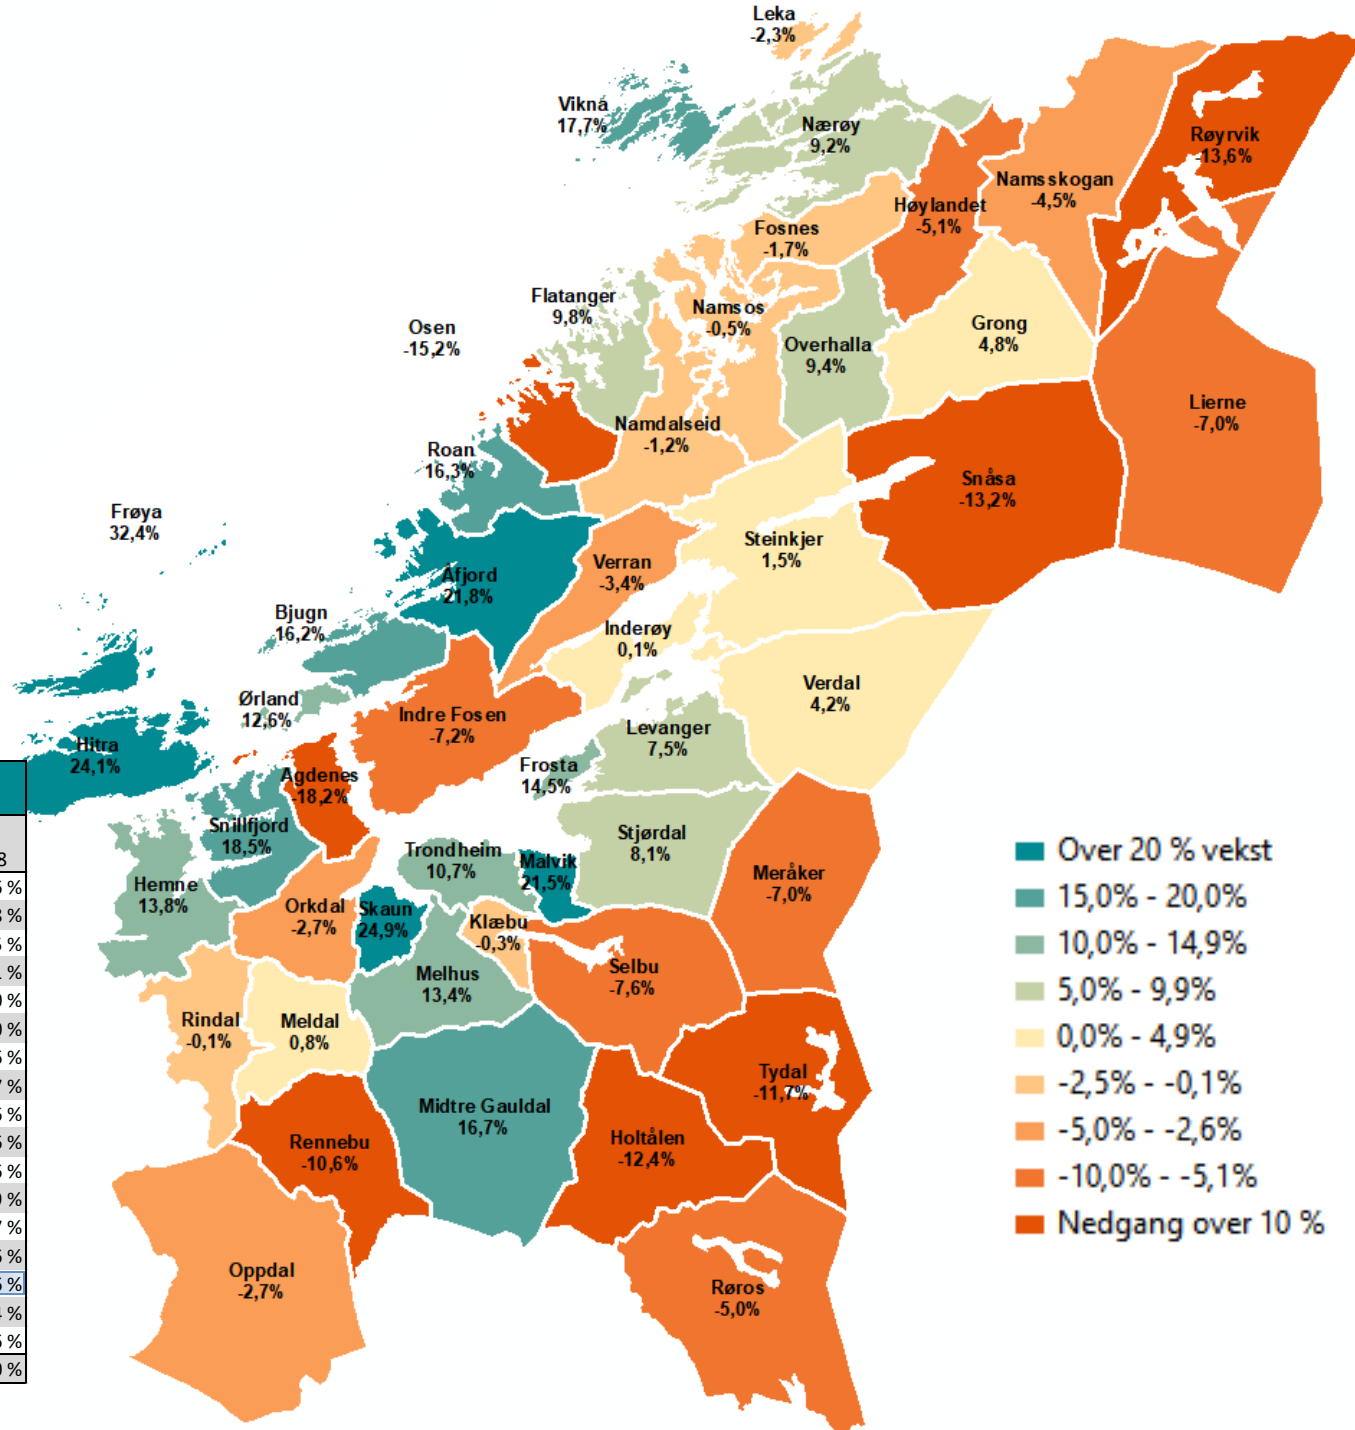 Leka
-2,3%
Vikna
17,7%
Nærøy
9,2%
Røyrvik
-13,6%
Namsskogan
-4,5%
Høylandet
-5,1%
Fosnes
-1,7%
Flatanger
9,8%
Namsos
-0,5%
Osen
-15,2%
Overhalla
9,4%
Grong
4,8%
Lierne
-7,0%
Namdalseid
-1,2%
Roan
16,3%
Snåsa
-13,2%
Frøya
32,4%
Steinkjer
1,5%
Verran
-3,4%
Åfjord
21,8%
Bjugn
16,2%
Inderøy
0,1%
Verdal
4,2%
Ørland
12,6%
Indre Fosen
-7,2%
Levanger
7,5%
Hitra
24,1%
Frosta
14,5%
Agdenes
-18,2%
Snillfjord
18,5%
Stjørdal
8,1%
Trondheim
10,7%
Malvik
21,5%
Meråker
-7,0%
Hemne
13,8%
Orkdal
-2,7%
Skaun
24,9%
Klæbu
-0,3%
Melhus
13,4%
Selbu
-7,6%
Rindal
-0,1%
Meldal
0,8%
Tydal
-11,7%
Midtre Gauldal
16,7%
Rennebu
-10,6%
Holtålen
-12,4%
Oppdal
-2,7%
Røros
-5,0%
Over 20 % vekst
15,0% - 20,0%
10,0% - 14,9%
5,0% - 9,9%
0,0% - 4,9%
-2,5% - -0,1%
-5,0% - -2,6%
-10,0% - -5,1%
Nedgang over 10 %